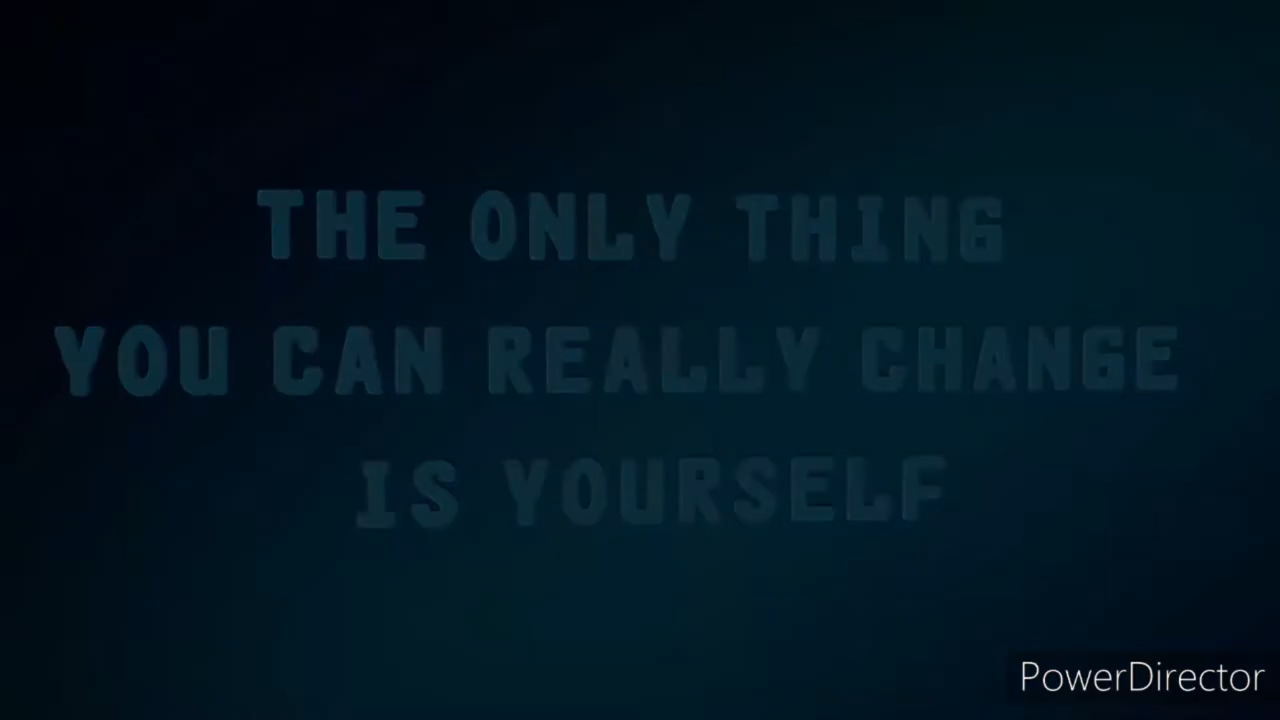 THE ONLY THING
YOU CAN REALLY CHANGE
IS YOURSELF
PowerDirector